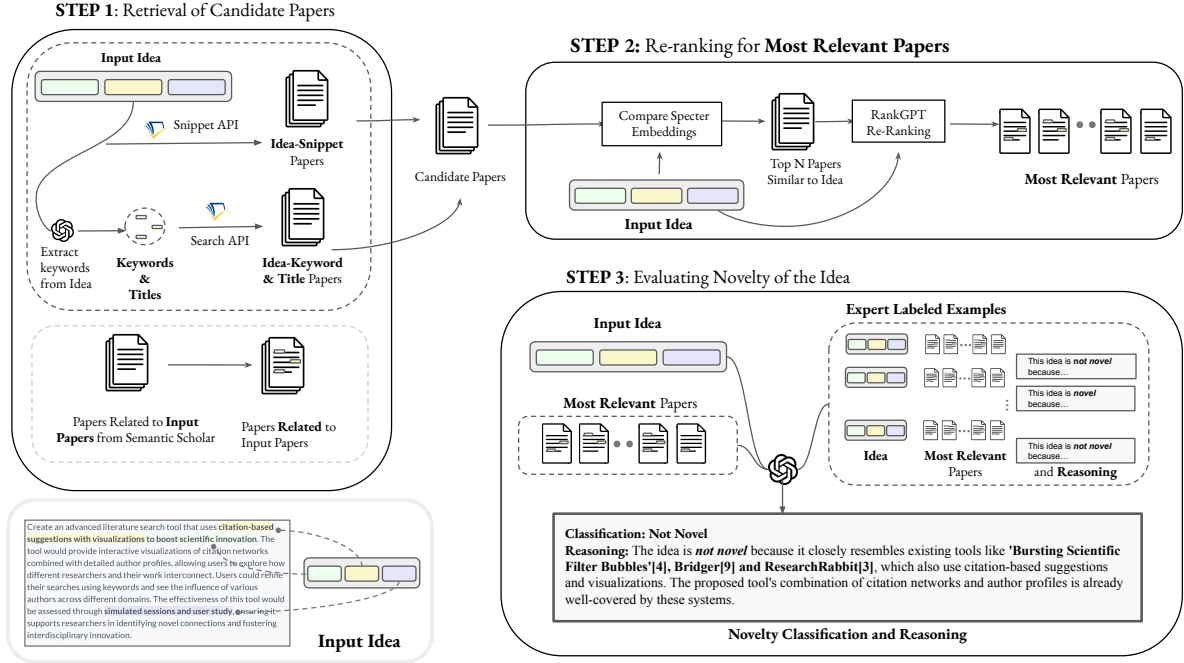 STEP 1: Retrieval of Candidate Papers
Input Idea
Snippet API
Idea-Snippet
Papers
Extract
keywords
from Idea
Keywords
&
Titles
Search API
Idea-Keyword
& Title Papers
Candidate Papers
Papers Related to Input
Papers from Semantic Scholar
Papers Related to
Input Papers
STEP 2: Re-ranking for Most Relevant Papers
Compare Specter
Embeddings
Top N Papers
Similar to Idea
RankGPT
Re-Ranking
Most Relevant Papers
Input Idea
STEP 3: Evaluating Novelty of the Idea
Input Idea
Most Relevant Papers
Expert Labeled Examples
This idea is not novel
because…
This idea is novel
because…
This idea is not novel
because…
Idea
Most Relevant
Papers
and Reasoning
Classification: Not Novel
Reasoning: The idea is not novel because it closely resembles existing tools like 'Bursting Scientific
Filter Bubbles'[4], Bridger[9] and ResearchRabbit[3], which also use citation-based suggestions
and visualizations. The proposed tool's combination of citation networks and author profiles is already
well-covered by these systems.
Novelty Classification and Reasoning
Create an advanced literature search tool that uses citation-based
suggestions with visualizations to boost scientific innovation. The
tool would provide interactive visualizations of citation networks
combined with detailed author profiles, allowing users to explore how
different researchers and their work interconnect. Users could refine
their searches using keywords and see the influence of various
authors across different domains. The effectiveness of this tool would
be assessed through simulated sessions and user study, ensuring it
supports researchers in identifying novel connections and fostering
interdisciplinary innovation.
Input Idea